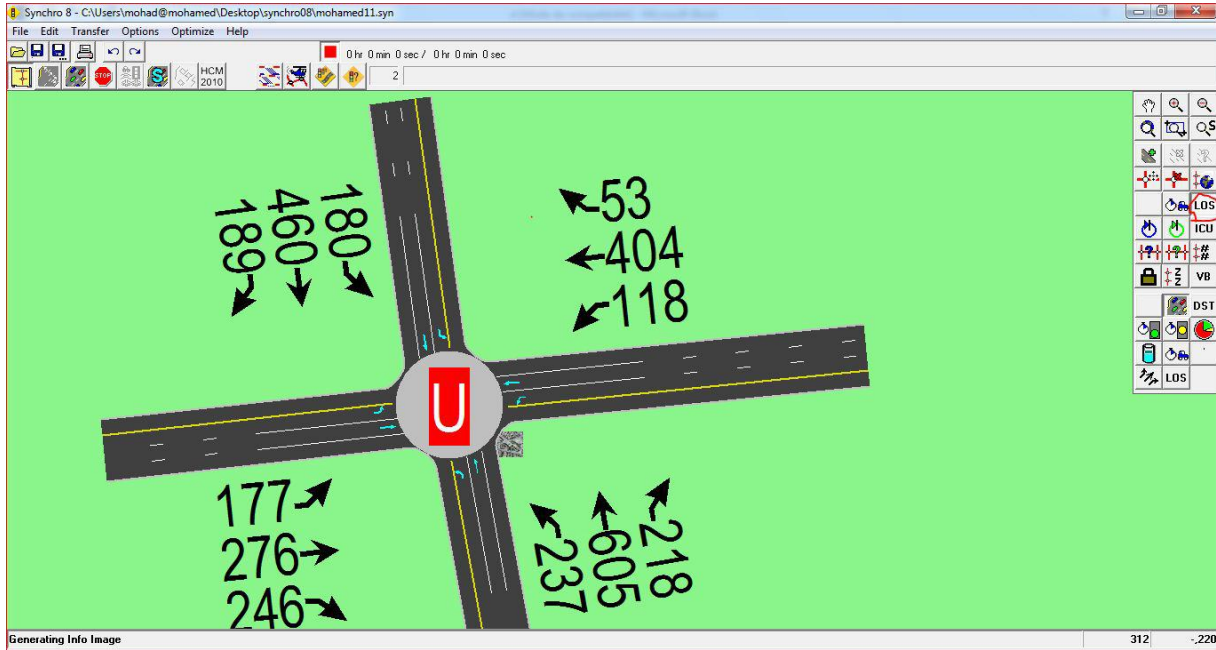 Synchro 8 - C:\Users\mohad@mohamed\Desktop\synchro08\mohamed11.syn
File Edit Transfer Options Optimize Help
0 hr 0 min 0 sec / 0 hr 0 min 0 sec
STOP
S
HCM
2010
2
S
LOS
ICU
#
#
Z
Z
VB
DST
LOS
189
460
180
53
404
118
U
177
276
246
237
605
218
Generating Info Image
312
-,220